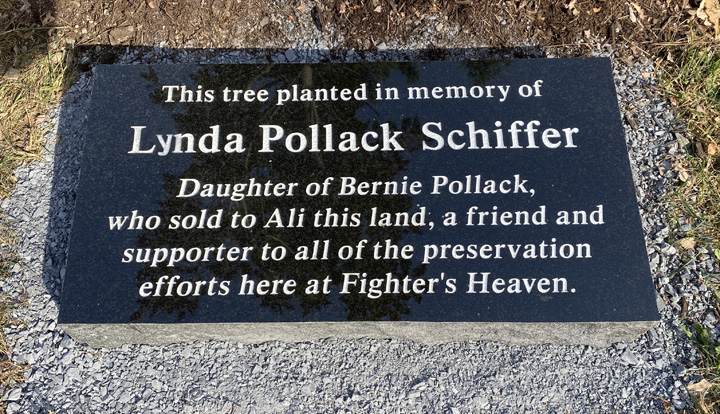 This tree planted in memory of
Lynda Pollack Schiffer
Daughter of Bernie Pollack,
who sold to Ali this land, a friend and
supporter to all of the preservation
efforts here at Fighter's Heaven.